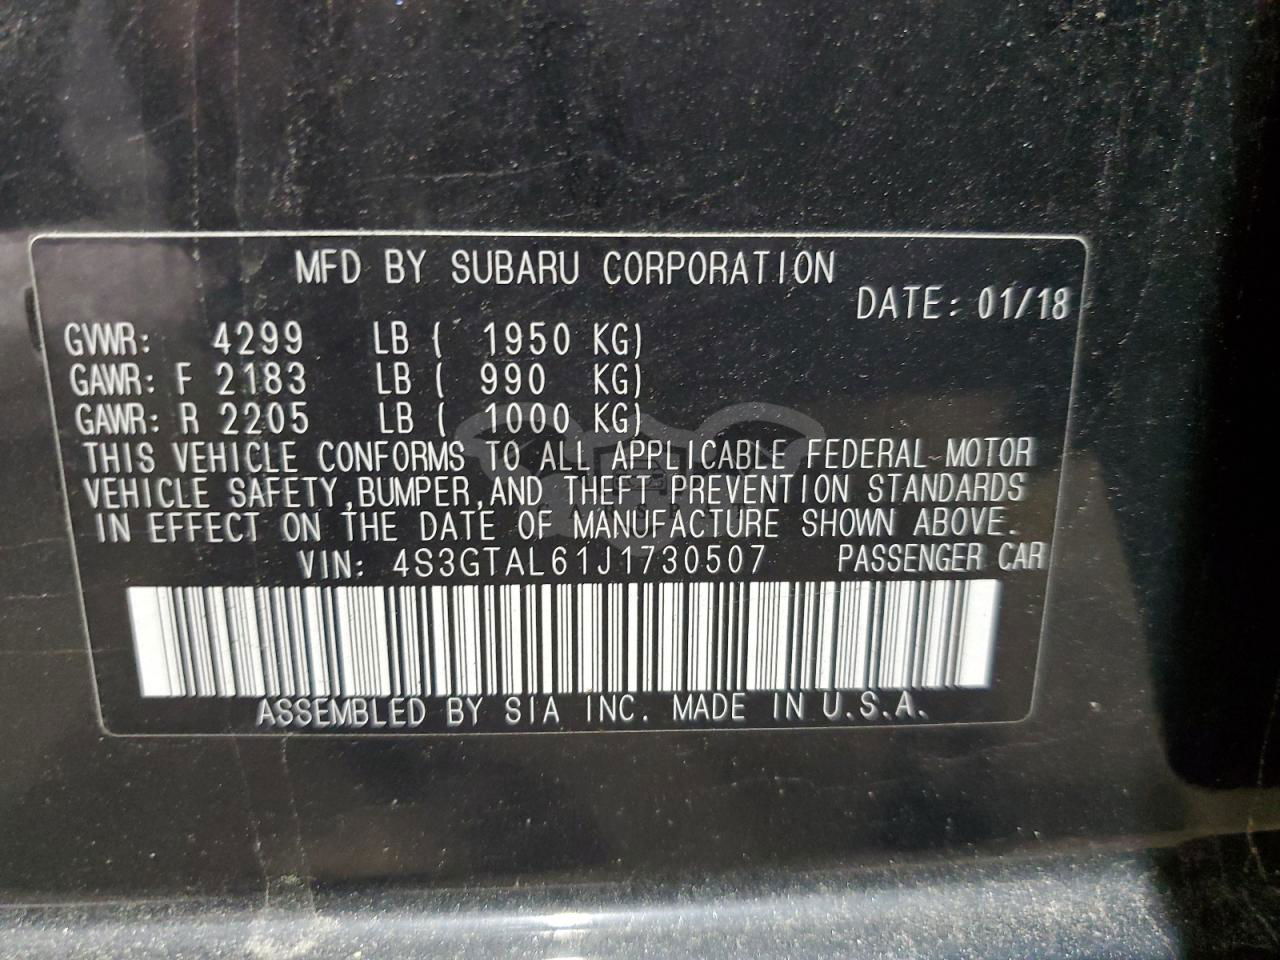 MFD BY SUBARU CORPORATION
DATE: 01/18
GVWR: 4299 LB ( 1950 KG)
GAWR: F 2183 LB ( 990 KG)
GAWR: R 2205 LB ( 1000 KG)
THIS VEHICLE CONFORMS TO ALL APPLICABLE FEDERAL MOTOR
VEHICLE SAFETY,BUMPER,AND THEFT PREVENTION STANDARDS
IN EFFECT ON THE DATE OF MANUFACTURE SHOWN ABOVE.
VIN: 4S3GTAL61J1730507 PASSENGER CAR
ASSEMBLED BY SIA INC. MADE IN U.S.A.